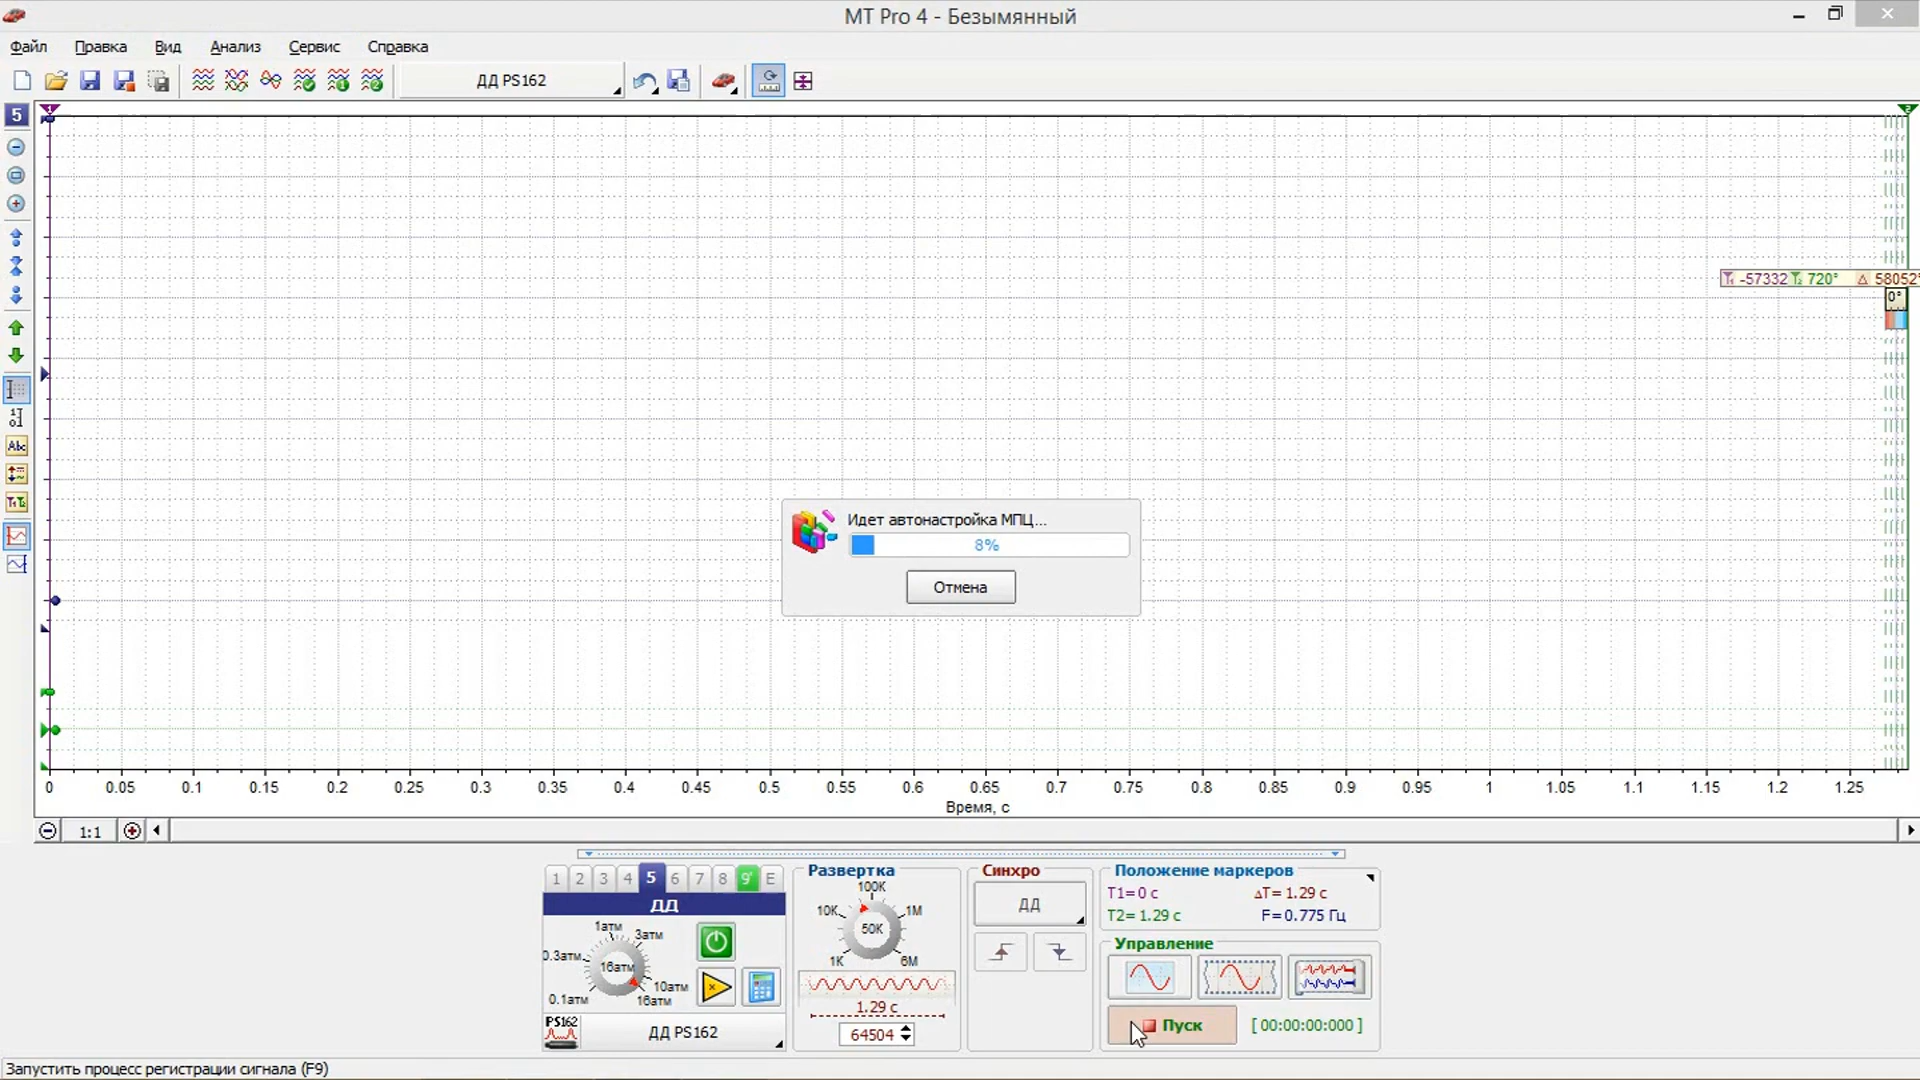 MT Pro 4 - Безымянный
Файл Правка Вид Анализ Сервис Справка
ДД PS162
5
1
2
T1 -57332 T2 720° Δ 58052°
0°
Abc
Идет автонастройка МПЦ...
8%
Отмена
0 0.05 0.1 0.15 0.2 0.25 0.3 0.35 0.4 0.45 0.5 0.55 0.6 0.65 0.7 0.75 0.8 0.85 0.9 0.95 1 1.05 1.1 1.15 1.2 1.25
Время, с
1:1
1 2 3 4 5 6 7 8 9' E
ДД
0.1атм 0.3атм 1атм 3атм 10атм 16атм
16атм
PS162
ДД PS162
Развертка
1K 10K 100K 1M 6M
50K
1.29 с
64504
Синхро
ДД
Положение маркеров
T1=0 с ΔT= 1.29 с
T2= 1.29 с F=0.775 Гц
Управление
Пуск [ 00:00:00:000 ]
Запустить процесс регистрации сигнала (F9)